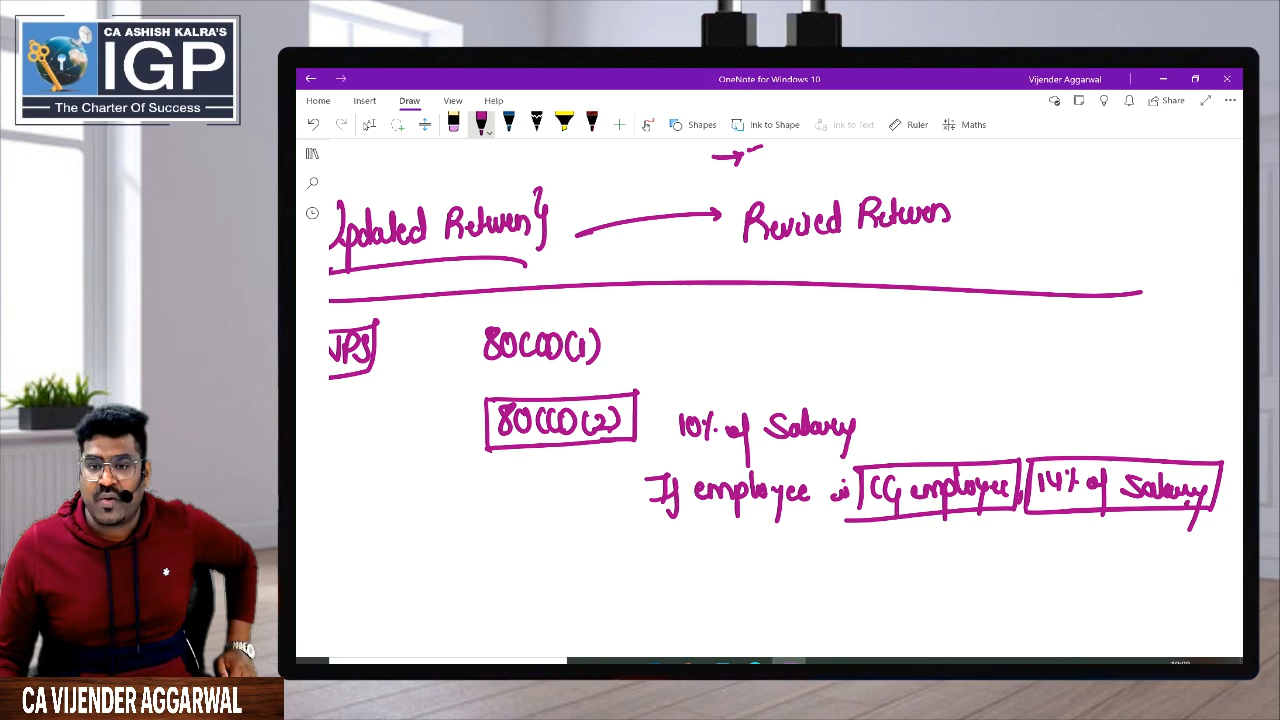 CA ASHISH KALRA'S
IGP
The Charter Of Success
OneNote for Windows 10
Vijender Aggarwal
Home Insert Draw View Help
Share
Shapes Ink to Shape Ink to Text Ruler Maths
Updated Return → Revised Return
NPS 80CCD(1)
80CCD(2) 10% of Salary
If employee is CG employee, 14% of Salary
CA VIJENDER AGGARWAL